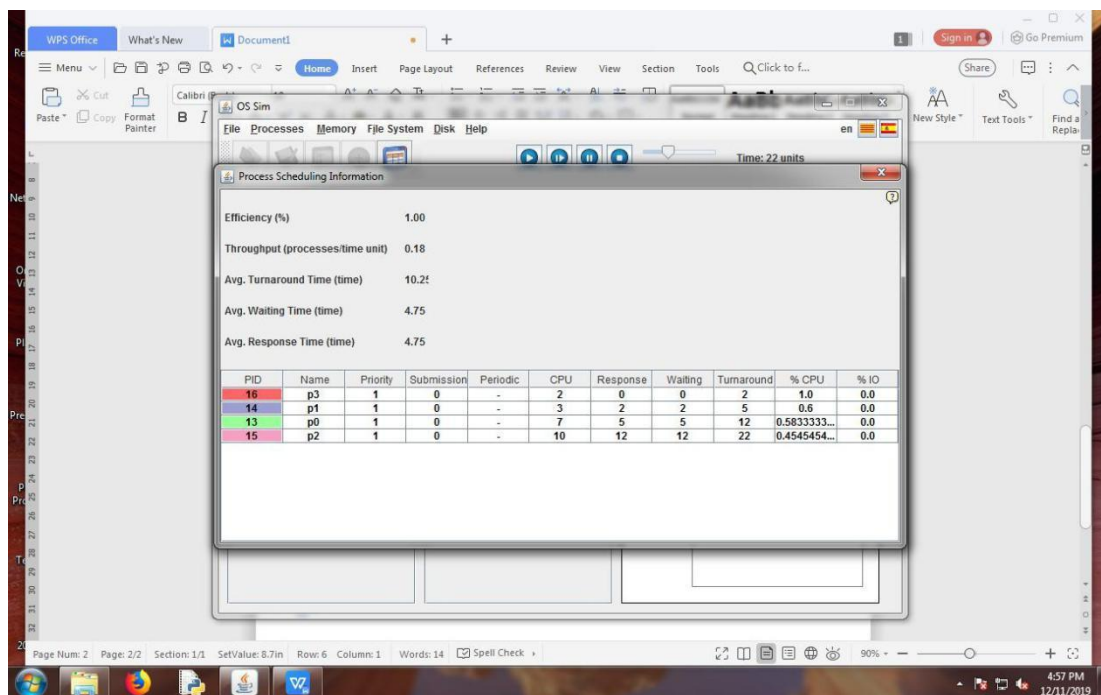 WPS Office What's New Document1 + 1 Sign in Go Premium
Menu Home Insert Page Layout References Review View Section Tools Click to f... Share
Paste Cut Copy Format Painter Calibri B I New Style Text Tools Find a Replac
OS Sim
File Processes Memory File System Disk Help en
Time: 22 units
Process Scheduling Information
Efficiency (%) 1.00
Throughput (processes/time unit) 0.18
Avg. Turnaround Time (time) 10.25
Avg. Waiting Time (time) 4.75
Avg. Response Time (time) 4.75
PID Name Priority Submission Periodic CPU Response Waiting Turnaround % CPU % IO
16 p3 1 0 - 2 0 0 2 1.0 0.0
14 p1 1 0 - 3 2 2 5 0.6 0.0
13 p0 1 0 - 7 5 5 12 0.5833333... 0.0
15 p2 1 0 - 10 12 12 22 0.4545454... 0.0
Page Num: 2 Page: 2/2 Section: 1/1 SetValue: 8.7in Row: 6 Column: 1 Words: 14 Spell Check 90% - +
4:57 PM
12/11/2019